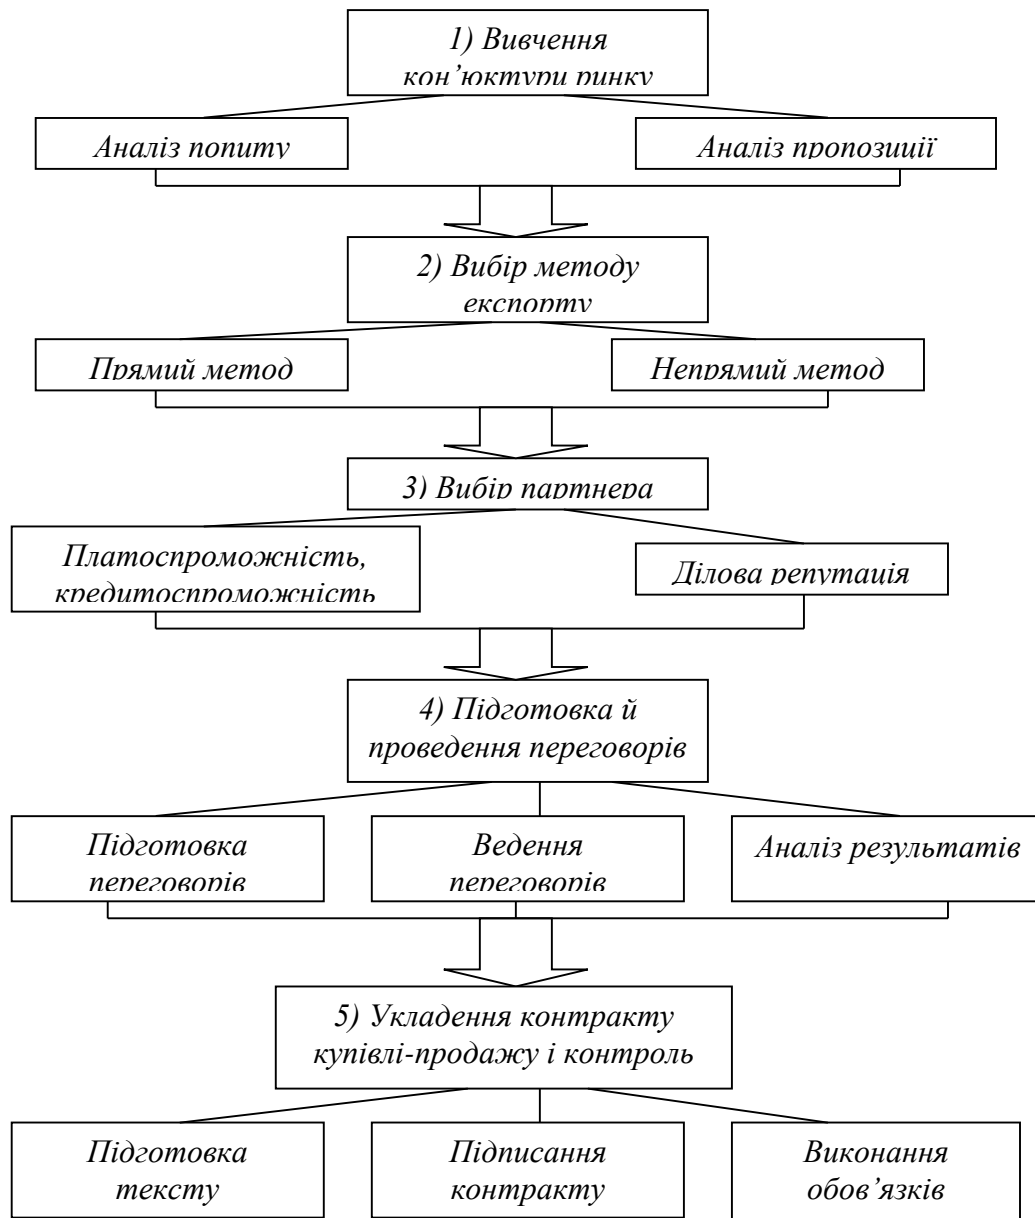 1) Вивчення
кон’юктури ринку
Аналіз попиту
Аналіз пропозиції
2) Вибір методу
експорту
Прямий метод
Непрямий метод
3) Вибір партнера
Платоспроможність,
кредитоспроможність
Ділова репутація
4) Підготовка й
проведення переговорів
Підготовка
переговорів
Ведення
переговорів
Аналіз результатів
5) Укладення контракту
купівлі-продажу і контроль
Підготовка
тексту
Підписання
контракту
Виконання
обов’язків